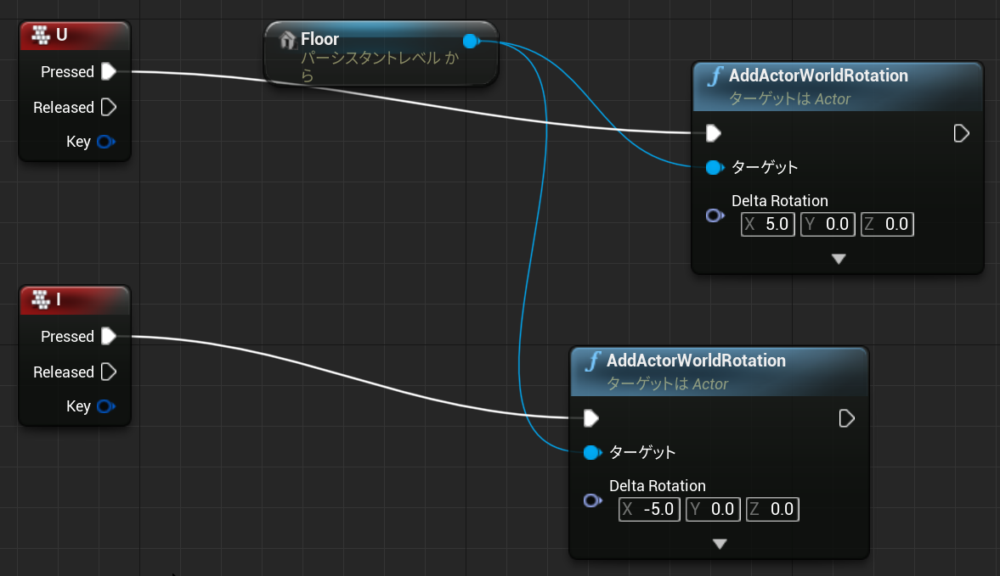 U
Pressed
Released
Key
Floor
パーシスタントレベル か
ら
AddActorWorldRotation
ターゲットは Actor
ターゲット
Delta Rotation
X 5.0 Y 0.0 Z 0.0
I
Pressed
Released
Key
AddActorWorldRotation
ターゲットは Actor
ターゲット
Delta Rotation
X -5.0 Y 0.0 Z 0.0